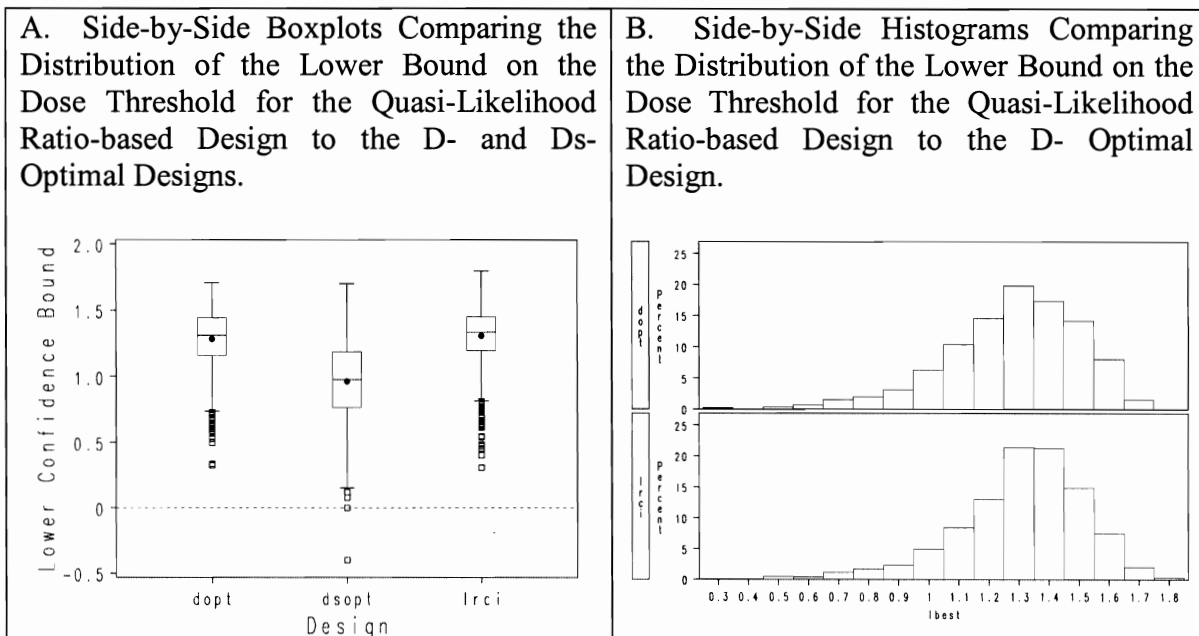 A. Side-by-Side Boxplots Comparing the
Distribution of the Lower Bound on the
Dose Threshold for the Quasi-Likelihood
Ratio-based Design to the D- and Ds-
Optimal Designs.
Lower Confidence Bound
2.0
1.5
1.0
0.5
0
-0.5
dopt dsopt lrci
Design
B. Side-by-Side Histograms Comparing
the Distribution of the Lower Bound on the
Dose Threshold for the Quasi-Likelihood
Ratio-based Design to the D- Optimal
Design.
dopt
Percent
25
20
15
10
5
0
lrci
Percent
25
20
15
10
5
0
0.3 0.4 0.5 0.6 0.7 0.8 0.9 1 1.1 1.2 1.3 1.4 1.5 1.6 1.7 1.8
lbest